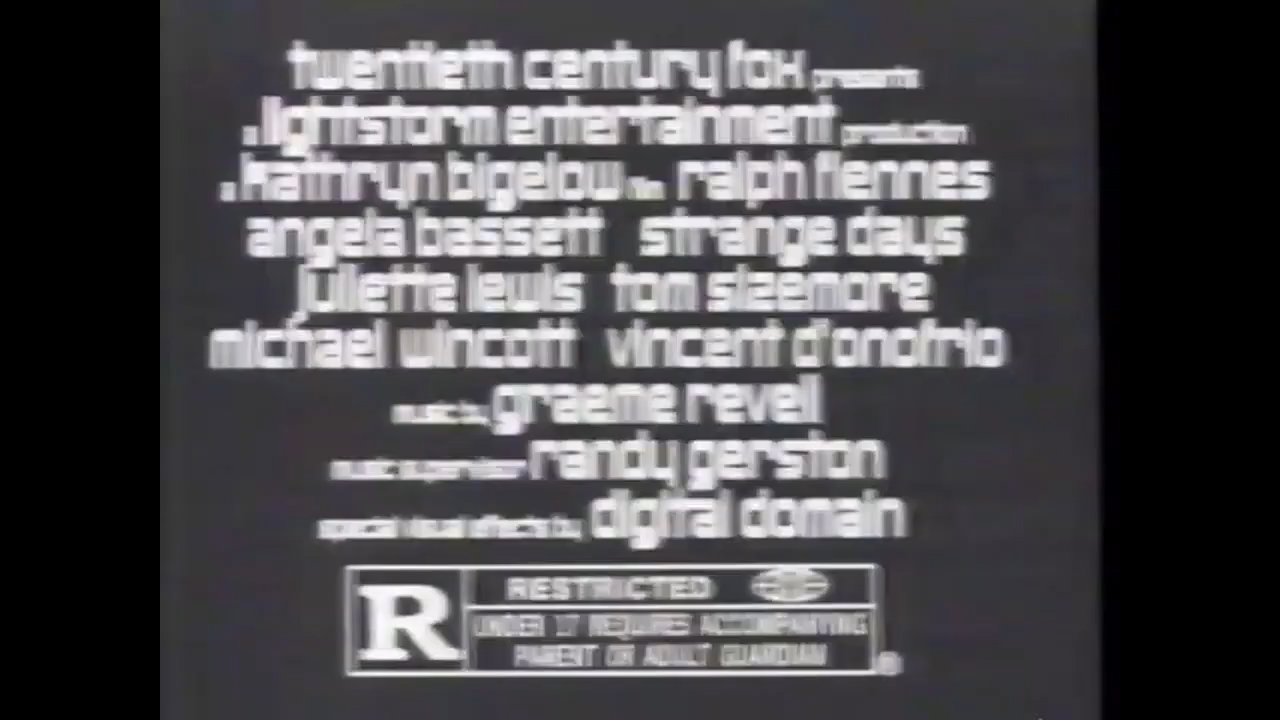 twentieth century fox presents
a lightstorm entertainment production
a kathryn bigelow film ralph fiennes
angela bassett strange days
juliette lewis tom sizemore
michael wincott vincent d'onofrio
music by graeme revell
music supervisor randy gerston
special visual effects by digital domain
R RESTRICTED
UNDER 17 REQUIRES ACCOMPANYING
PARENT OR ADULT GUARDIAN
®